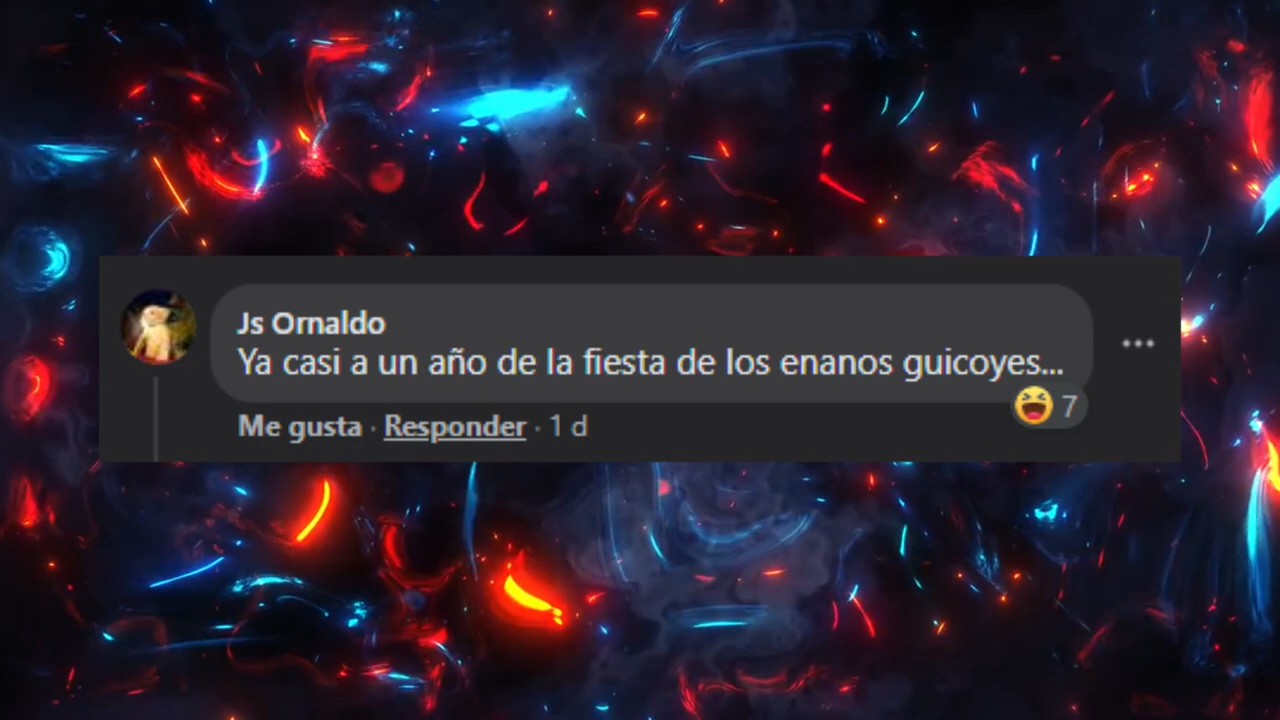 Js Ornaldo
Ya casi a un año de la fiesta de los enanos guicoyes...
Me gusta · Responder · 1 d
7